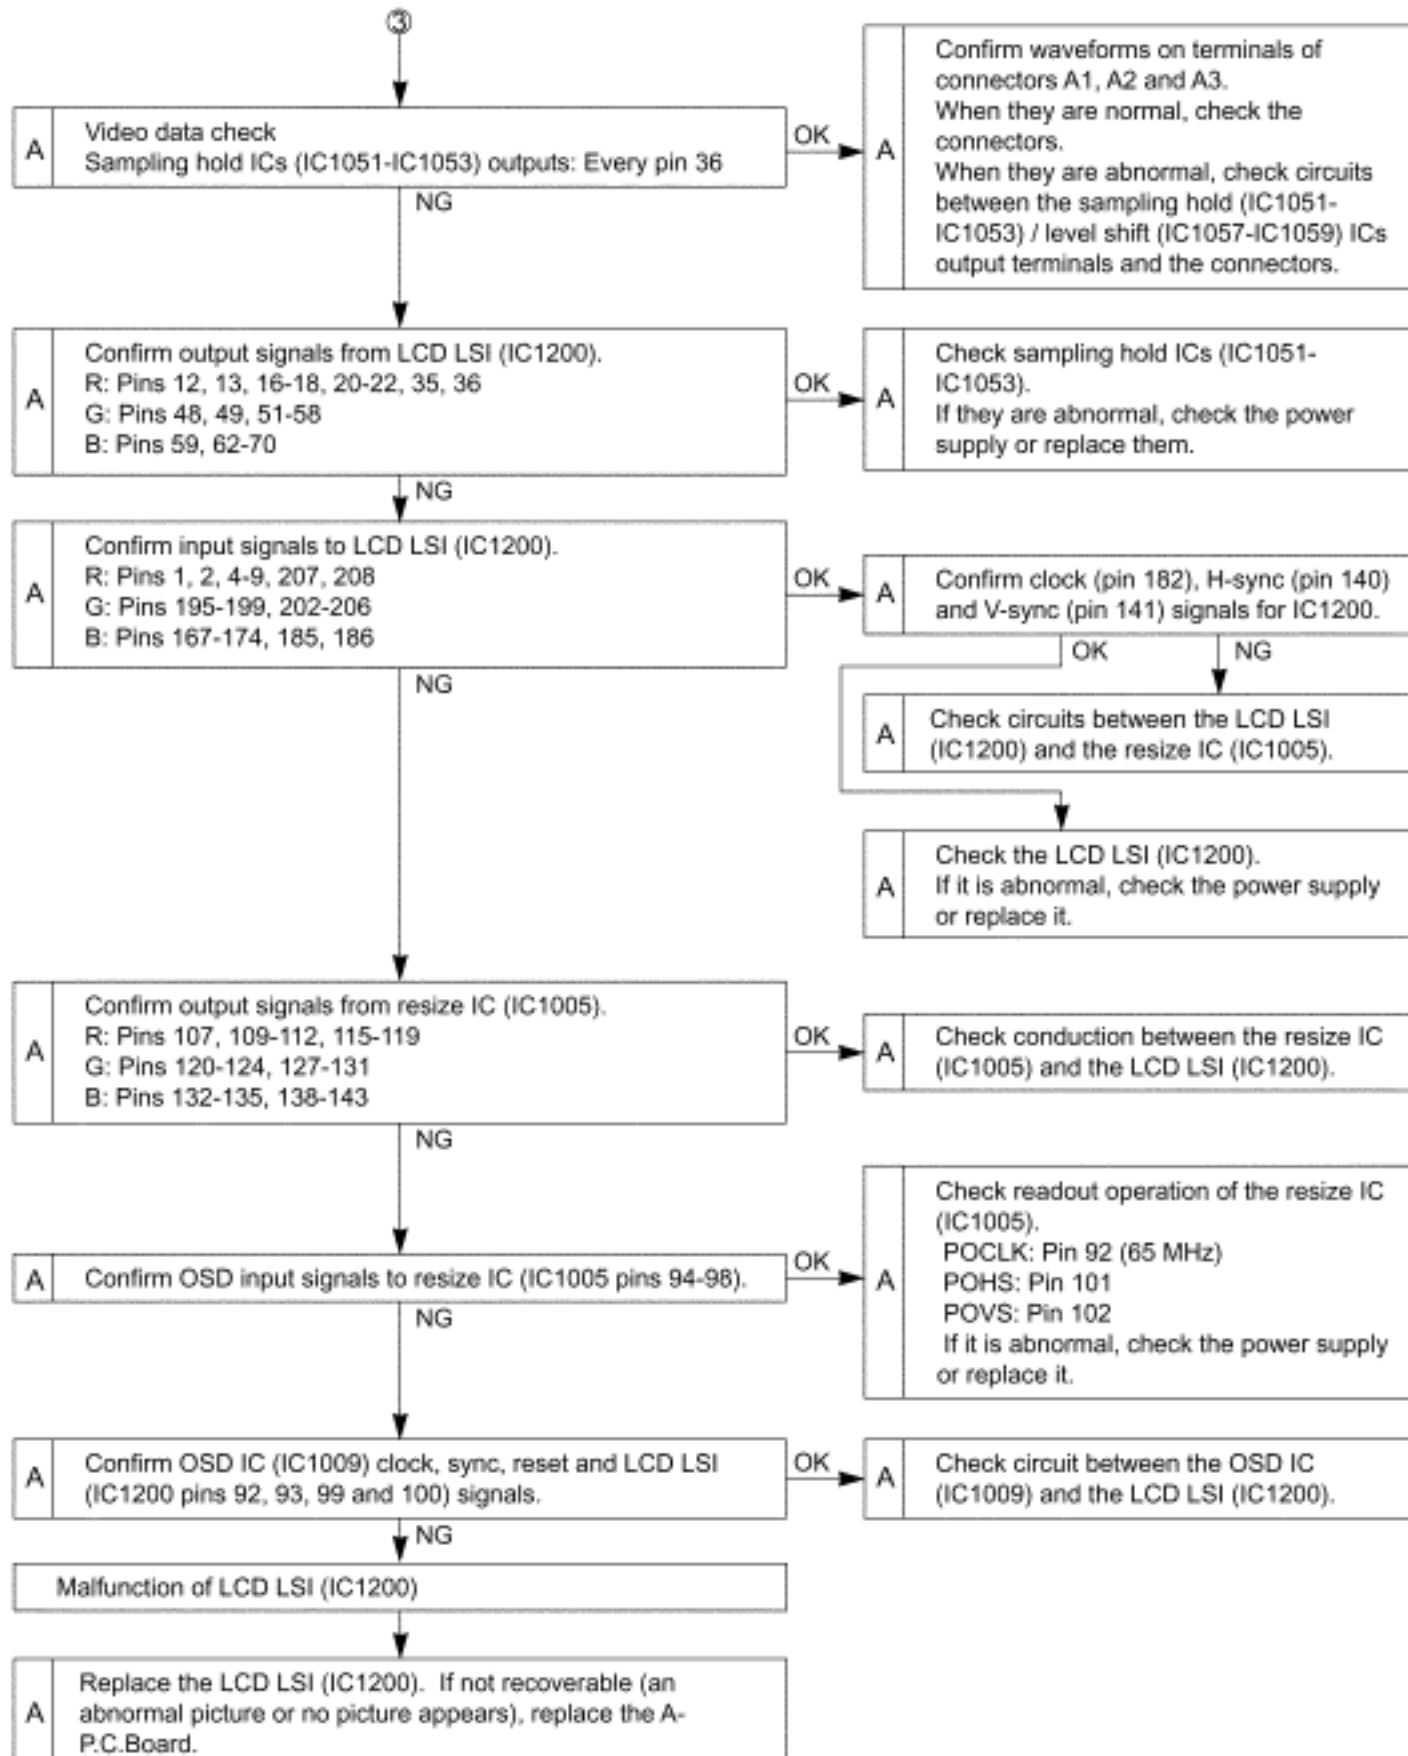 ③
A
Video data check
Sampling hold ICs (IC1051-IC1053) outputs: Every pin 36
OK
NG
A
Confirm waveforms on terminals of
connectors A1, A2 and A3.
When they are normal, check the
connectors.
When they are abnormal, check circuits
between the sampling hold (IC1051-
IC1053) / level shift (IC1057-IC1059) ICs
output terminals and the connectors.
A
Confirm output signals from LCD LSI (IC1200).
R: Pins 12, 13, 16-18, 20-22, 35, 36
G: Pins 48, 49, 51-58
B: Pins 59, 62-70
OK
NG
A
Check sampling hold ICs (IC1051-
IC1053).
If they are abnormal, check the power
supply or replace them.
A
Confirm input signals to LCD LSI (IC1200).
R: Pins 1, 2, 4-9, 207, 208
G: Pins 195-199, 202-206
B: Pins 167-174, 185, 186
OK
NG
A
Confirm clock (pin 182), H-sync (pin 140)
and V-sync (pin 141) signals for IC1200.
OK
NG
A
Check circuits between the LCD LSI
(IC1200) and the resize IC (IC1005).
A
Check the LCD LSI (IC1200).
If it is abnormal, check the power supply
or replace it.
A
Confirm output signals from resize IC (IC1005).
R: Pins 107, 109-112, 115-119
G: Pins 120-124, 127-131
B: Pins 132-135, 138-143
OK
NG
A
Check conduction between the resize IC
(IC1005) and the LCD LSI (IC1200).
A
Confirm OSD input signals to resize IC (IC1005 pins 94-98).
OK
NG
A
Check readout operation of the resize IC
(IC1005).
POCLK: Pin 92 (65 MHz)
POHS: Pin 101
POVS: Pin 102
If it is abnormal, check the power supply
or replace it.
A
Confirm OSD IC (IC1009) clock, sync, reset and LCD LSI
(IC1200 pins 92, 93, 99 and 100) signals.
OK
NG
A
Check circuit between the OSD IC
(IC1009) and the LCD LSI (IC1200).
Malfunction of LCD LSI (IC1200)
A
Replace the LCD LSI (IC1200). If not recoverable (an
abnormal picture or no picture appears), replace the A-
P.C.Board.